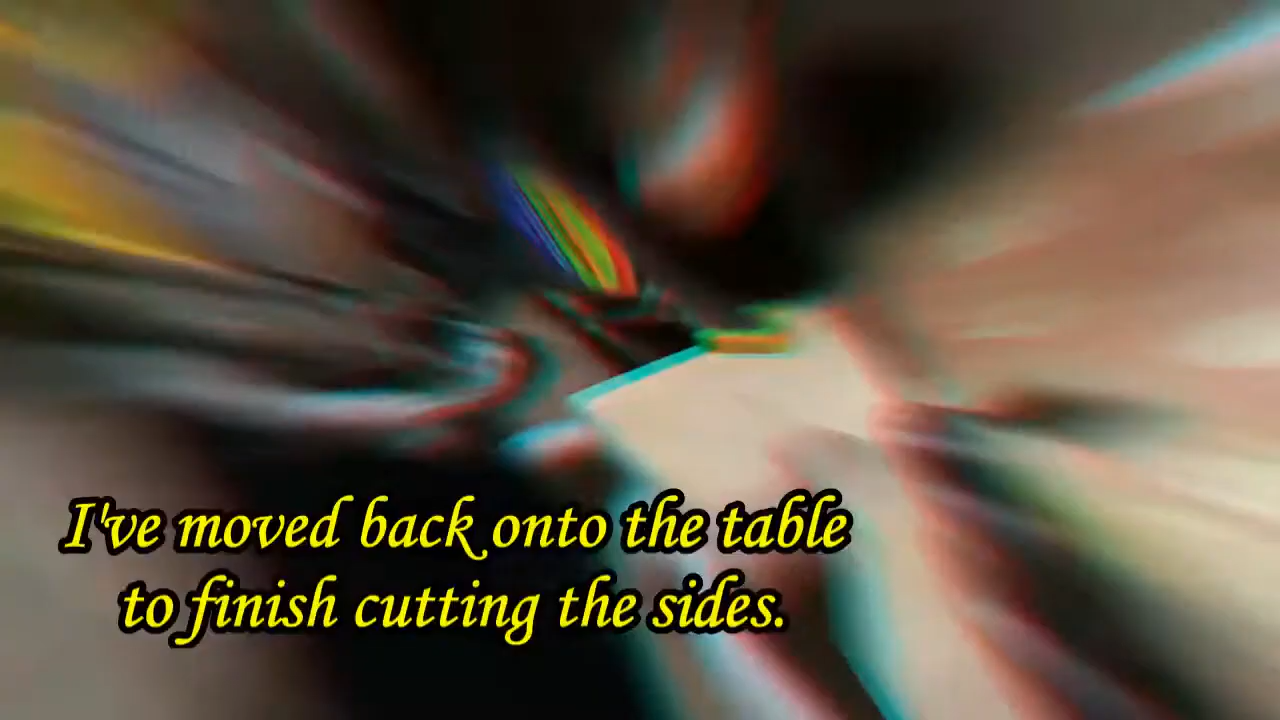 I've moved back onto the table
to finish cutting the sides.